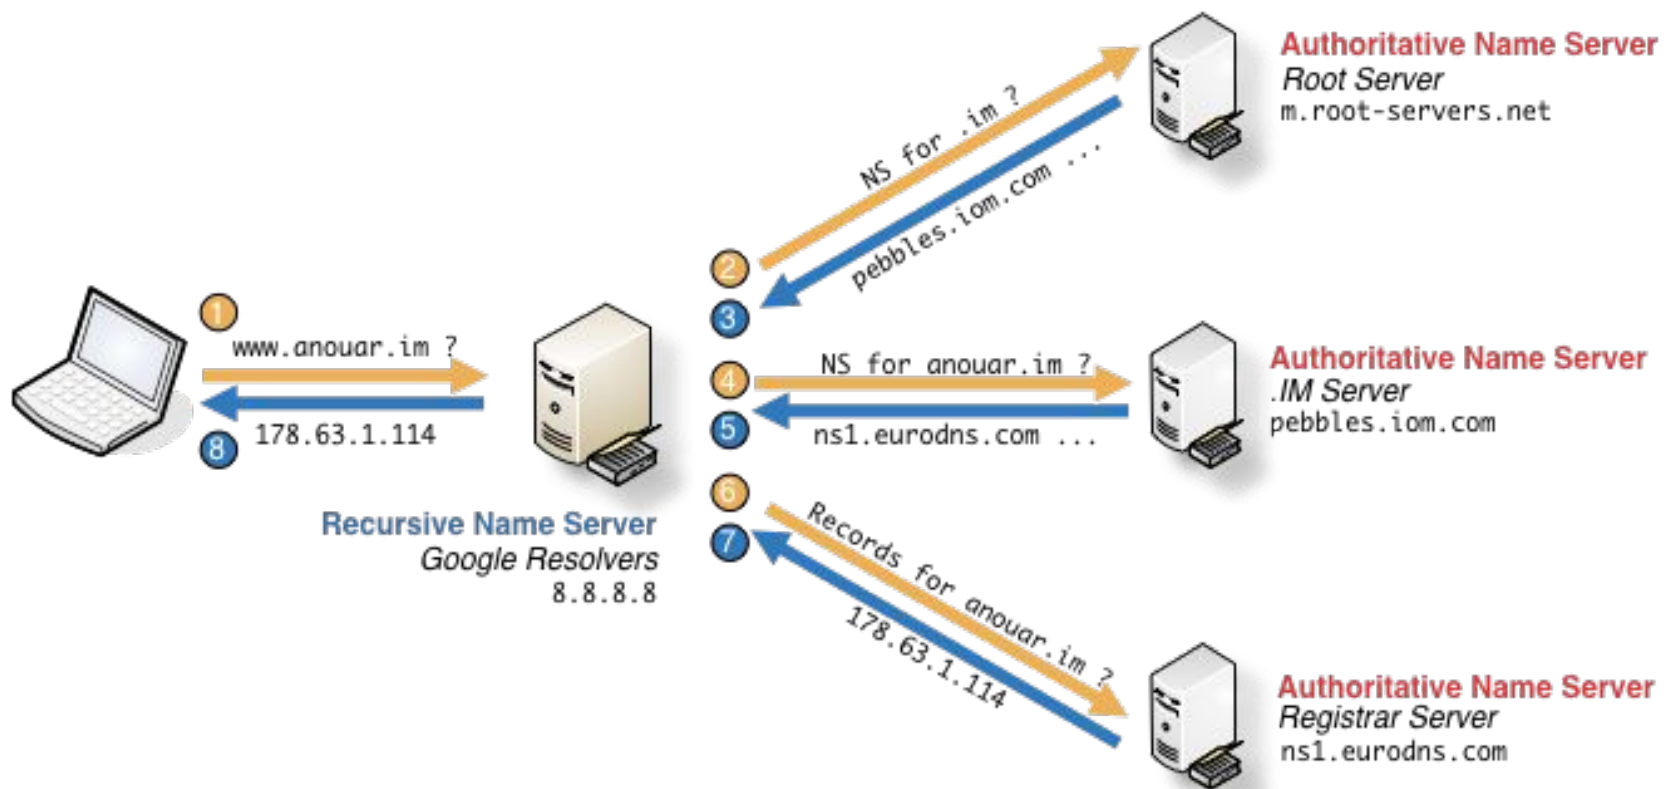 1
www.anouar.im ?
178.63.1.114
8
Recursive Name Server
Google Resolvers
8.8.8.8
2
NS for .im ?
3
pebbles.iom.com ...
Authoritative Name Server
Root Server
m.root-servers.net
4
NS for anouar.im ?
5
ns1.eurodns.com ...
Authoritative Name Server
.IM Server
pebbles.iom.com
6
Records for anouar.im ?
7
178.63.1.114
Authoritative Name Server
Registrar Server
ns1.eurodns.com